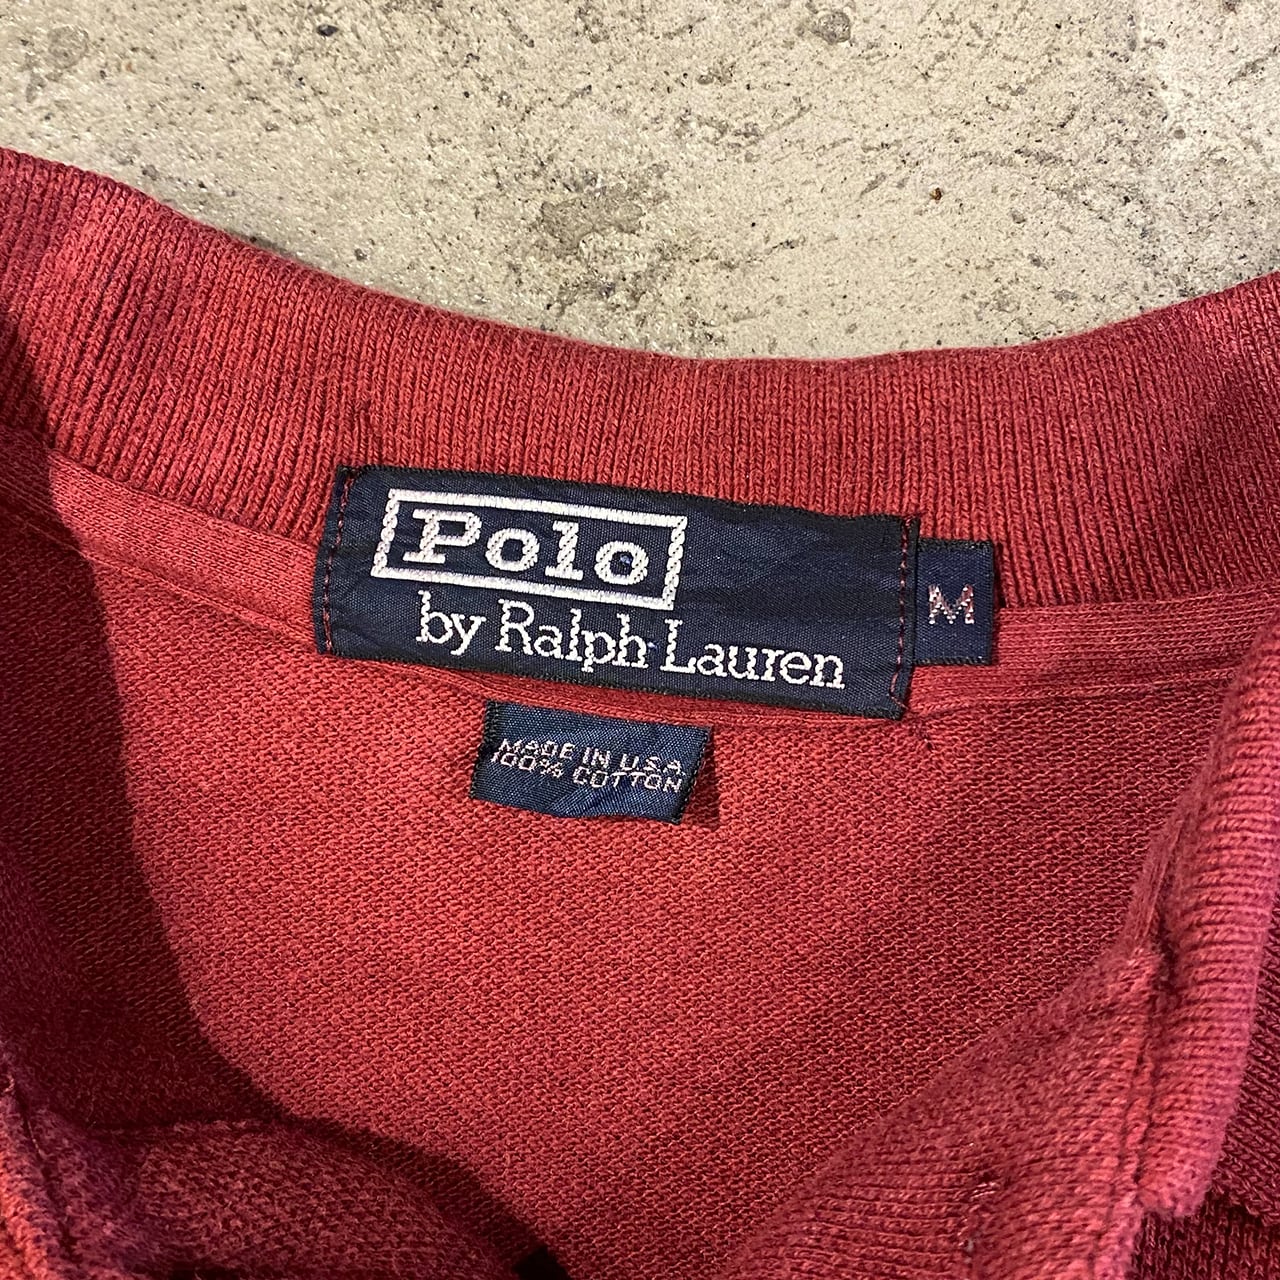 Polo
by Ralph Lauren
M
MADE IN U.S.A.
100% COTTON